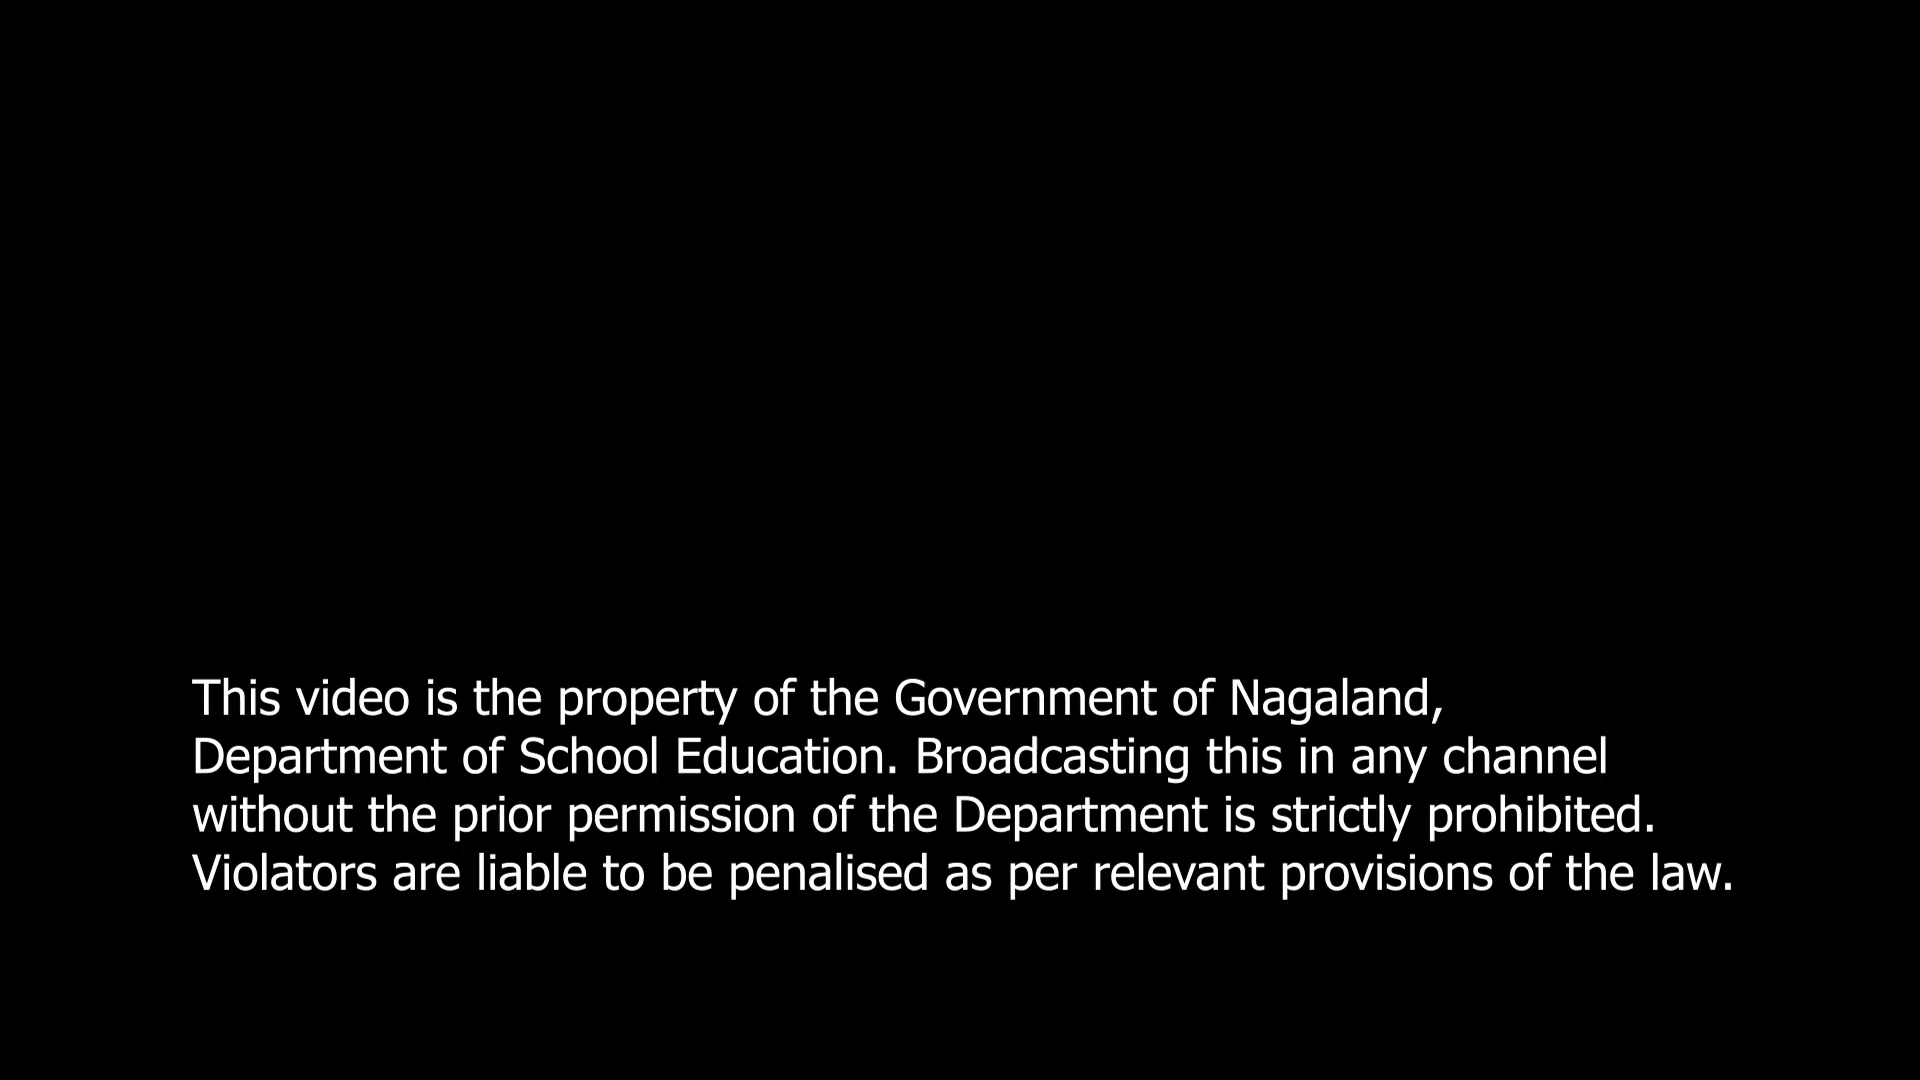 This video is the property of the Government of Nagaland,
Department of School Education. Broadcasting this in any channel
without the prior permission of the Department is strictly prohibited.
Violators are liable to be penalised as per relevant provisions of the law.